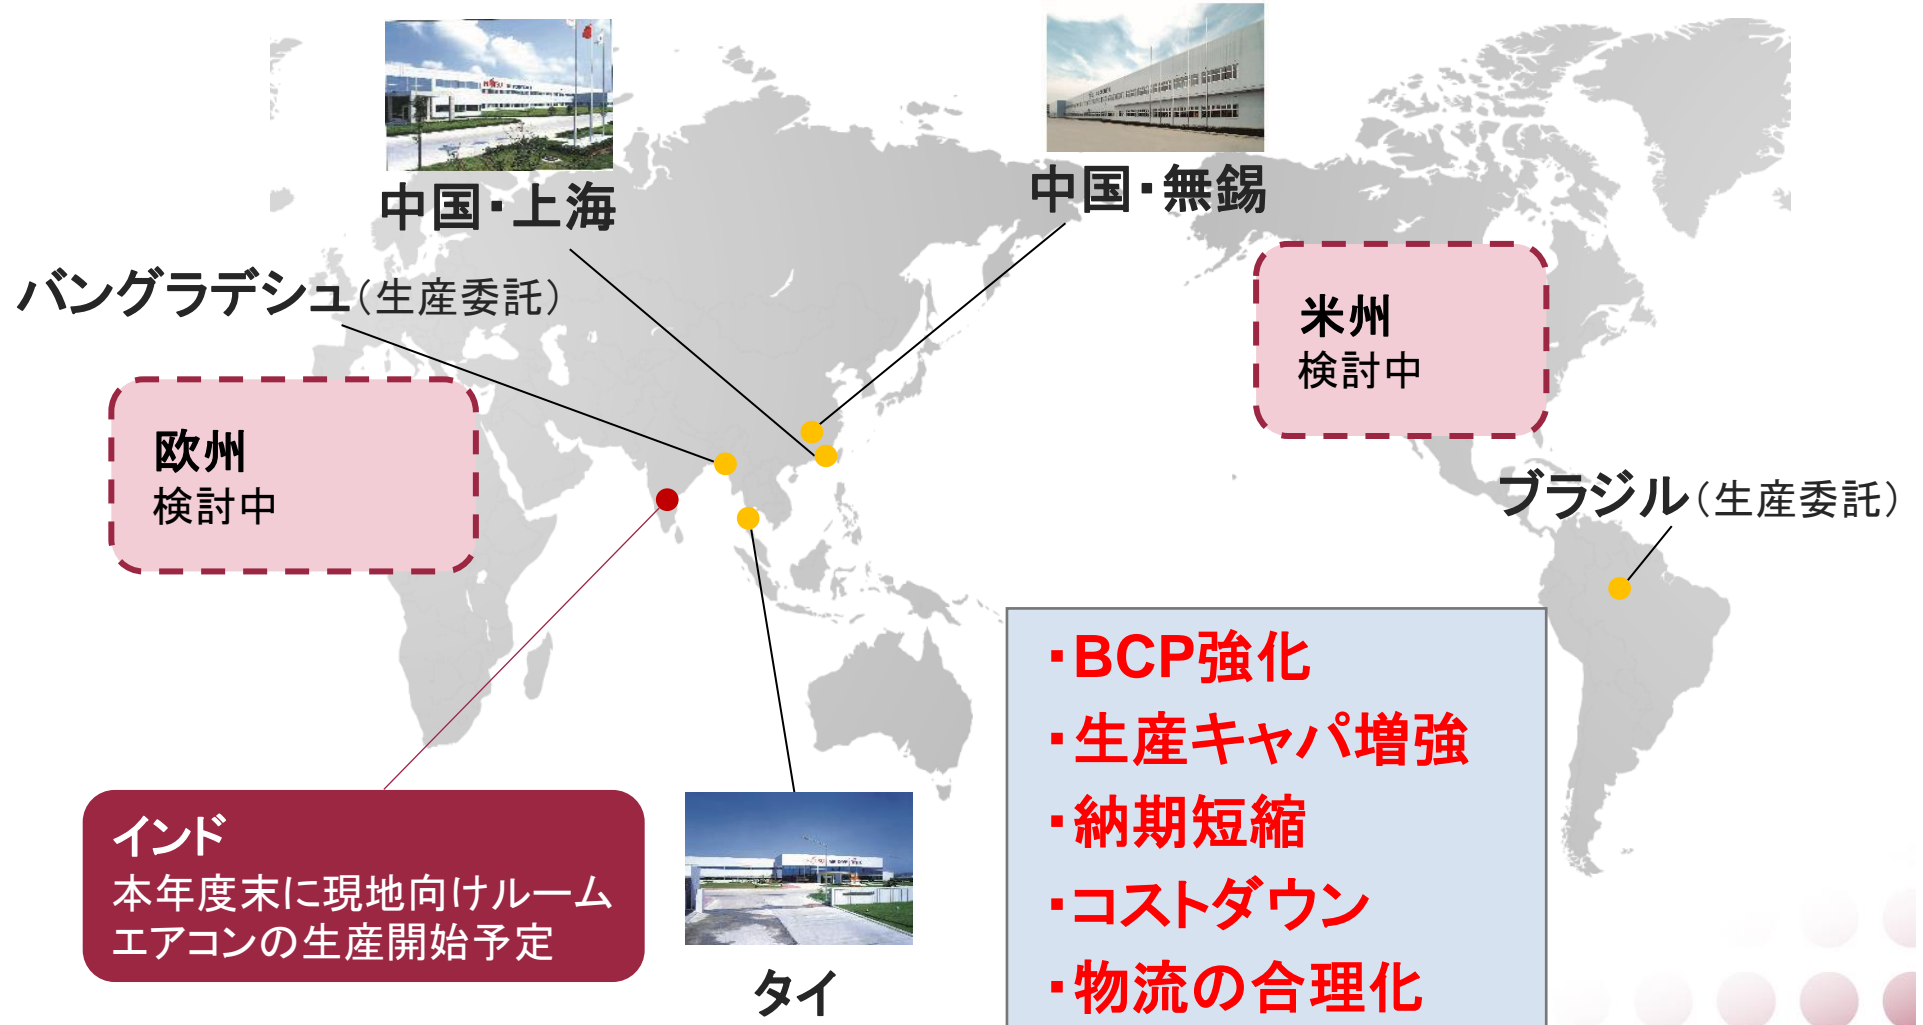 中国・上海
中国・無錫
バングラデシュ(生産委託)
米州
検討中
欧州
検討中
ブラジル(生産委託)
・BCP強化
・生産キャパ増強
・納期短縮
・コストダウン
・物流の合理化
インド
本年度末に現地向けルーム
エアコンの生産開始予定
タイ